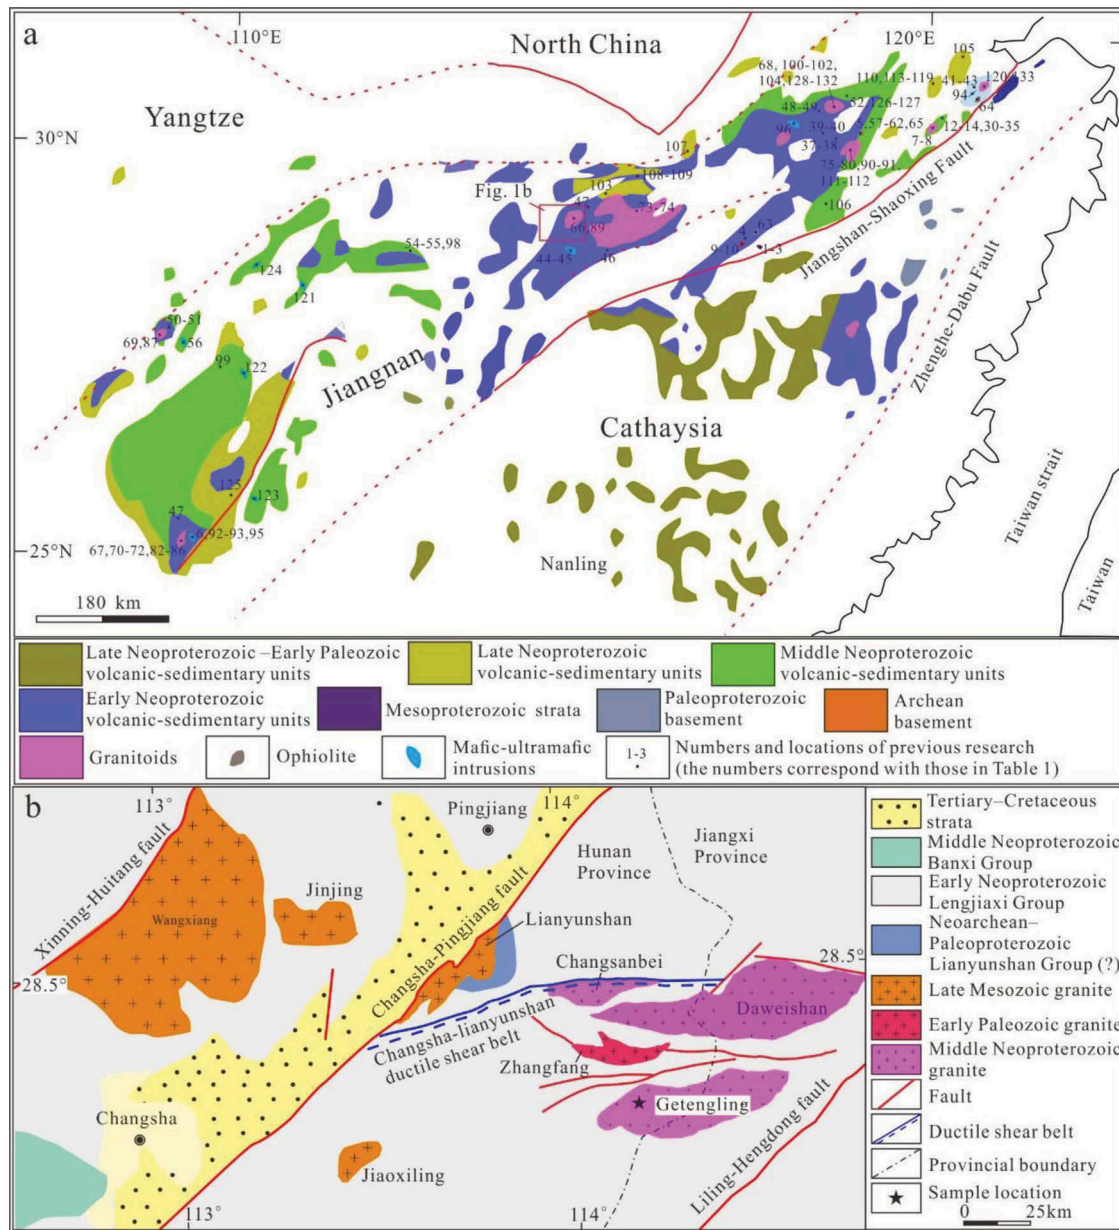 a
110°E
North China
120°E
105
68, 100-102,
104,128-132
110,113-119
41-43
120,133
94
64
48-49
52,126-127
Yangtze
30°N
96
39-40
5,57-62,65
12-14,30-35
7-8
37-38
107
75-80,90-91,
111-112
108-109
103
Fig. 1b
42
73-74
106
66,89
63
4
9-10
1-3
Jiangshan-Shaoxing Fault
54-55,98
44-45
46
124
121
Zhenghe-Dabu Fault
50-51
69,87
56
99
122
Jiangnan
Cathaysia
125
123
47
6,92-93,95
67,70-72,82-86
25°N
Nanling
Taiwan strait
Taiwan
180 km
Late Neoproterozoic –Early Paleozoic
volcanic-sedimentary units
Late Neoproterozoic
volcanic-sedimentary units
Middle Neoproterozoic
volcanic-sedimentary units
Early Neoproterozoic
volcanic-sedimentary units
Mesoproterozoic strata
Paleoproterozoic
basement
Archean
basement
Granitoids
Ophiolite
Mafic-ultramafic
intrusions
1-3
Numbers and locations of previous research
(the numbers correspond with those in Table 1)
b
113°
114°
Pingjiang
Xinning-Huitang fault
Jinjing
Wangxiang
Changsha-Pingjiang fault
Hunan
Province
Jiangxi
Province
Lianyunshan
Changsanbei
28.5°
28.5°
Daweishan
Changsha-lianyunshan
ductile shear belt
Zhangfang
Getengling
Changsha
Jiaoxiling
Liling-Hengdong fault
113°
114°
Tertiary–Cretaceous
strata
Middle Neoproterozoic
Banxi Group
Early Neoproterozoic
Lengjiaxi Group
Neoarchean–
Paleoproterozoic
Lianyunshan Group (?)
Late Mesozoic granite
Early Paleozoic granite
Middle Neoproterozoic
granite
Fault
Ductile shear belt
Provincial boundary
Sample location
0 25km